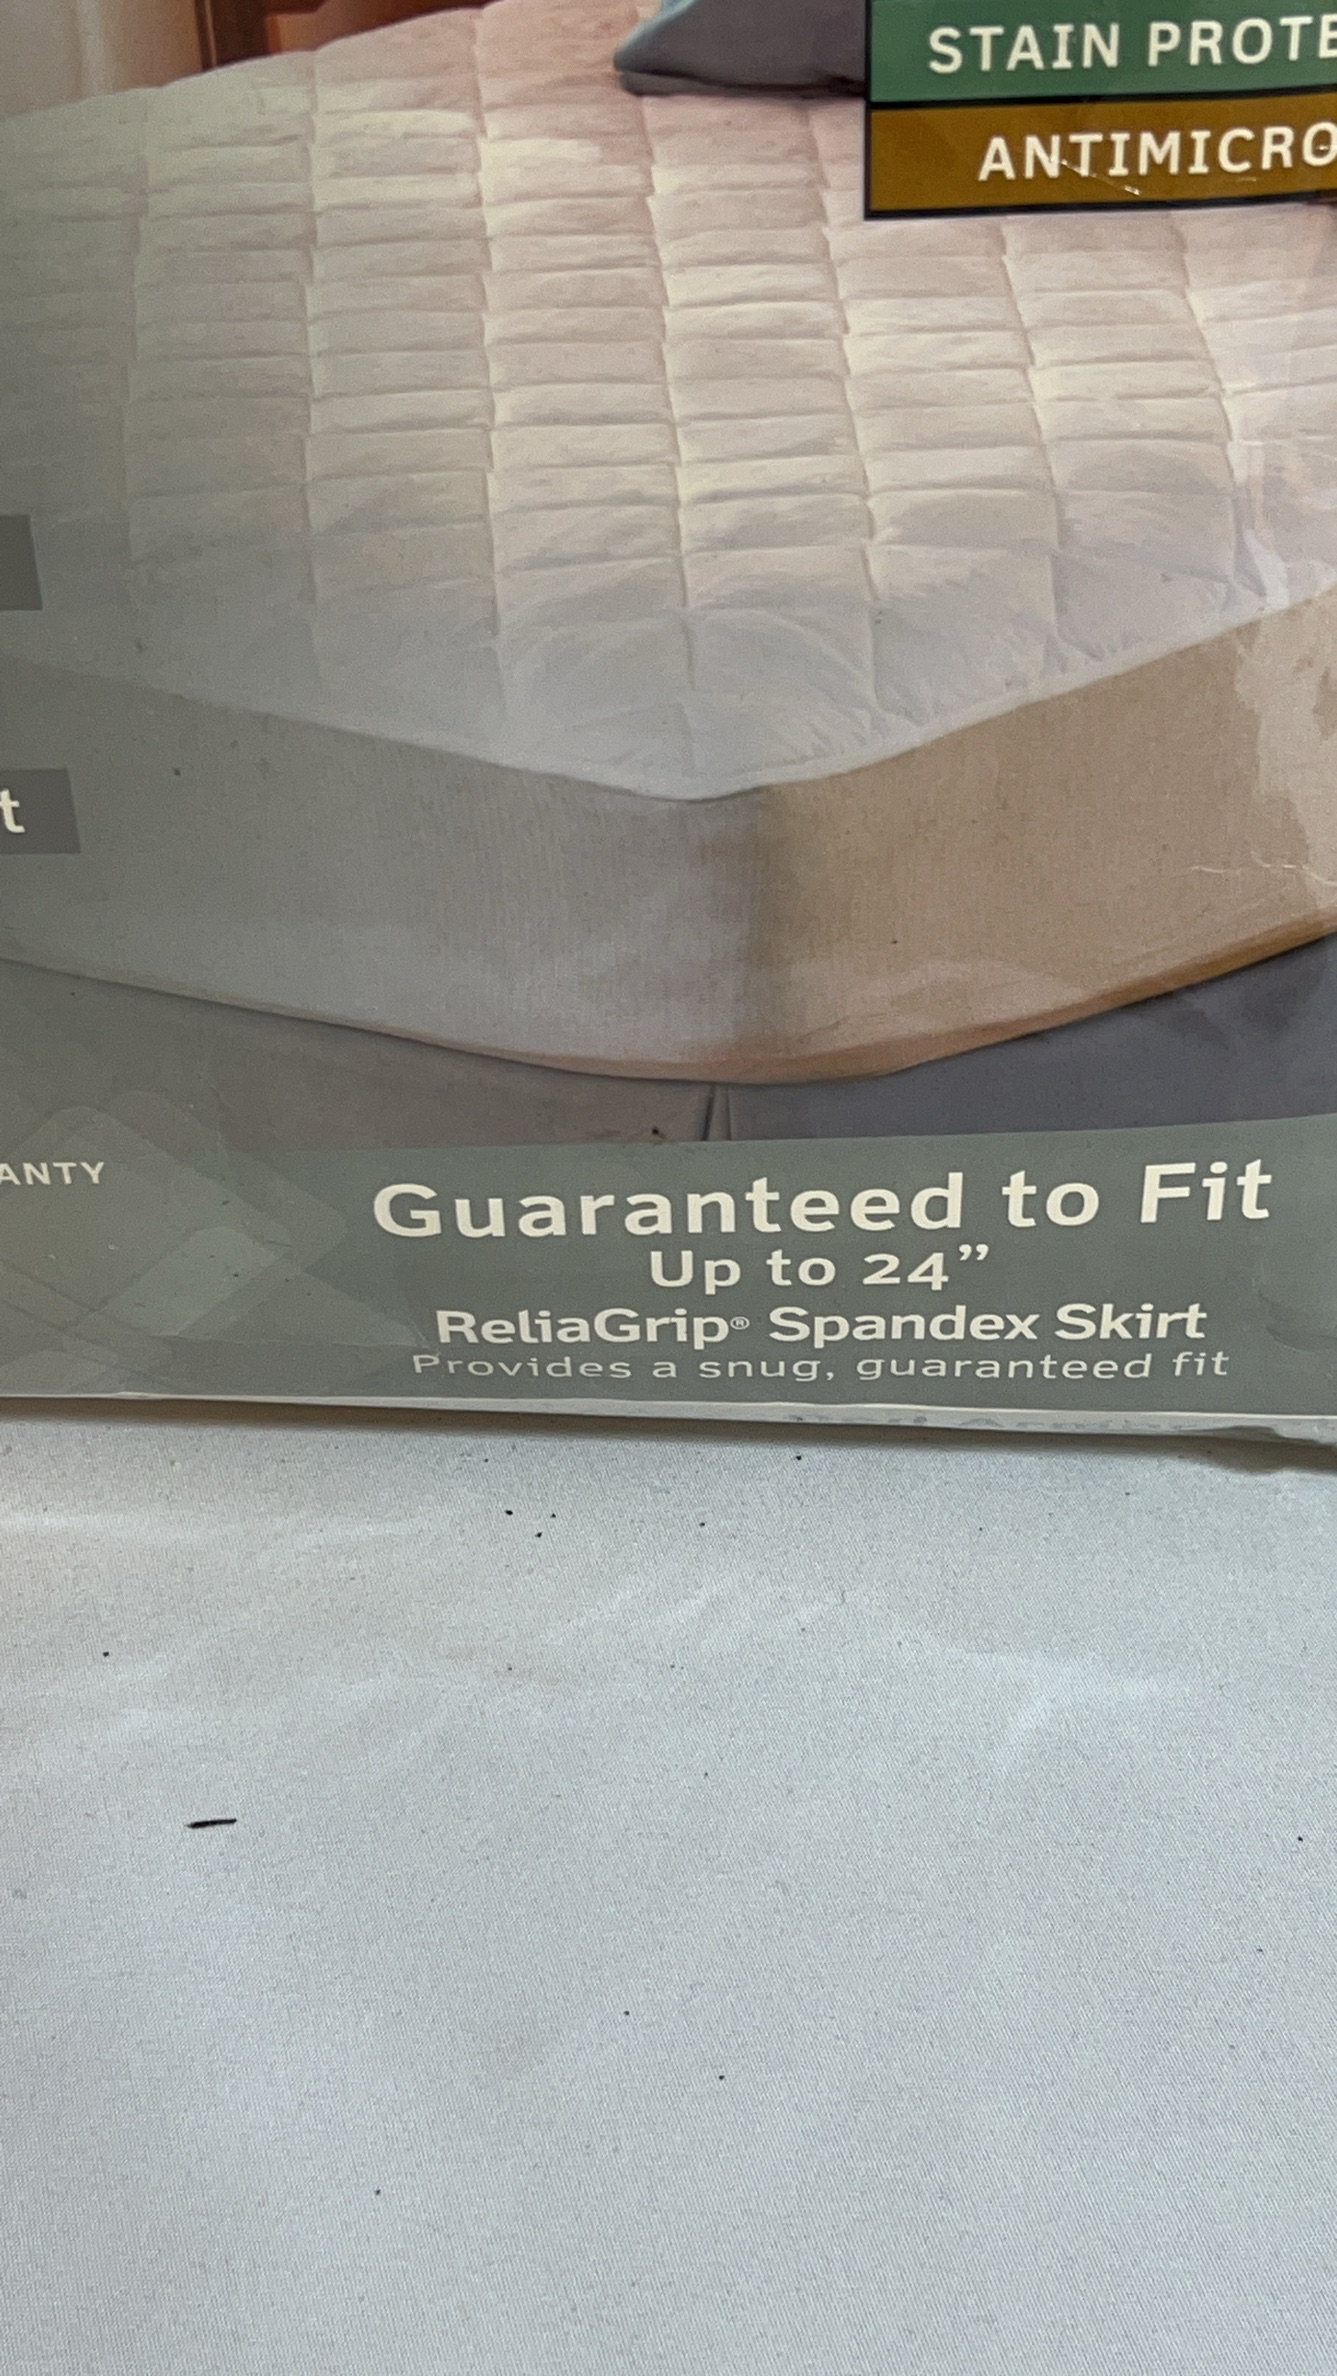 STAIN PROTE
ANTIMICRO
t
ANTY
Guaranteed to Fit
Up to 24”
ReliaGrip® Spandex Skirt
Provides a snug, guaranteed fit